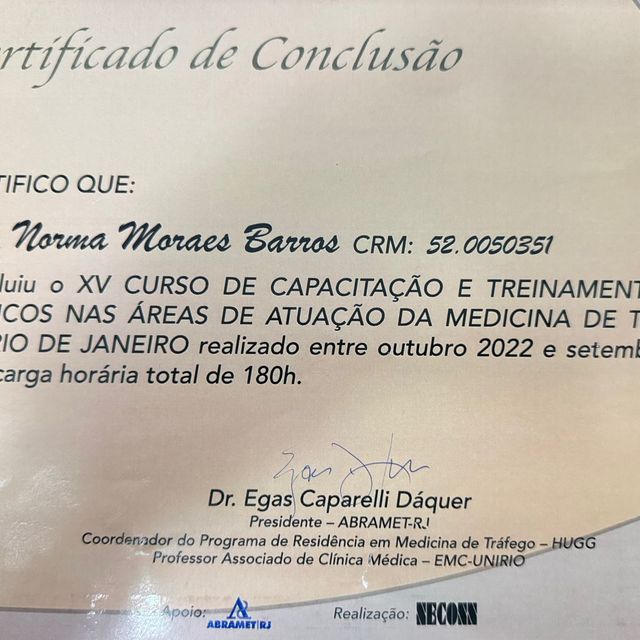 rtificado de Conclusão
TIFICO QUE:
Norma Moraes Barros CRM: 52.0050351
luiu o XV CURSO DE CAPACITAÇÃO E TREINAMENT
ICOS NAS ÁREAS DE ATUAÇÃO DA MEDICINA DE T
RIO DE JANEIRO realizado entre outubro 2022 e setemb
carga horária total de 180h.
Dr. Egas Caparelli Dáquer
Presidente – ABRAMET-RJ
Coordenador do Programa de Residência em Medicina de Tráfego – HUGG
Professor Associado de Clínica Médica – EMC-UNIRIO
Apoio: ABRAMET|RJ Realização: NECONN